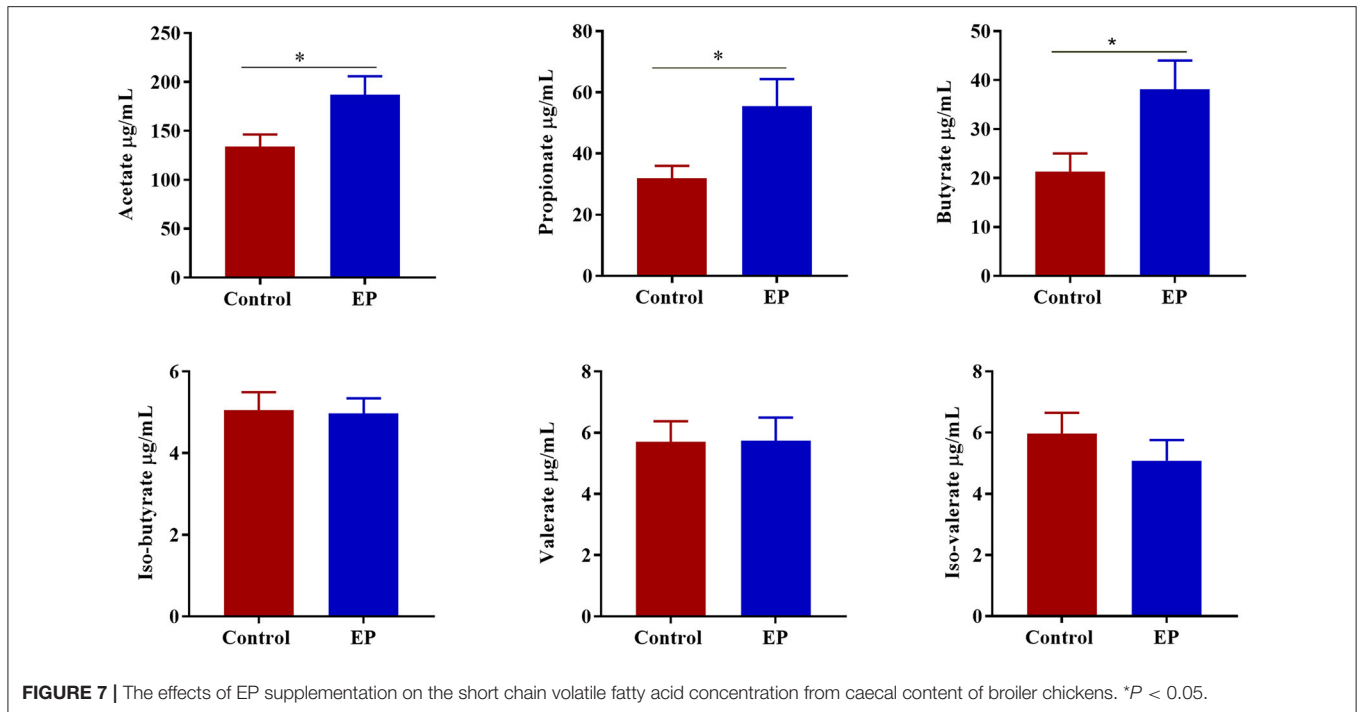 Acetate µg/mL
250
200
150
100
50
0
*
Control
EP
Propionate µg/mL
80
60
40
20
0
*
Control
EP
Butyrate µg/mL
50
40
30
20
10
0
*
Control
EP
Iso-butyrate µg/mL
6
4
2
0
Control
EP
Valerate µg/mL
8
6
4
2
0
Control
EP
Iso-valerate µg/mL
8
6
4
2
0
Control
EP
FIGURE 7 | The effects of EP supplementation on the short chain volatile fatty acid concentration from caecal content of broiler chickens. *P < 0.05.